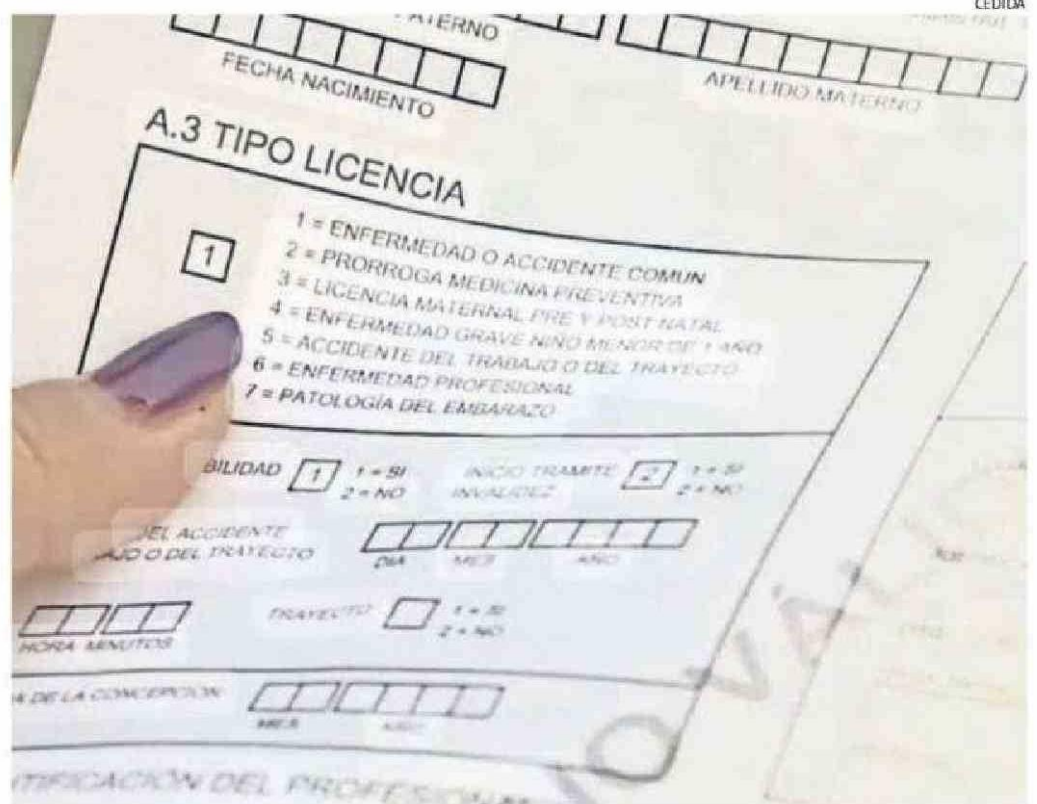 CEDIDA
PATERNO
FECHA NACIMIENTO
APELLIDO MATERNO
A.3 TIPO LICENCIA
1
1 = ENFERMEDAD O ACCIDENTE COMUN
2 = PRORROGA MEDICINA PREVENTIVA
3 = LICENCIA MATERNAL PRE Y POST NATAL
4 = ENFERMEDAD GRAVE NIÑO MENOR DE 1 AÑO
5 = ACCIDENTE DEL TRABAJO O DEL TRAYECTO
6 = ENFERMEDAD PROFESIONAL
7 = PATOLOGÍA DEL EMBARAZO
BILIDAD 1 1 = SI INICIO TRAMITE 2 1 = SI
2 = NO INVALIDEZ 2 = NO
DEL ACCIDENTE
AJO O DEL TRAYECTO
DIA MES AÑO
TRAYECTO 1 = SI
2 = NO
HORA MINUTOS
A DE LA CONCEPCION
MES AÑO
NTIFICACIÓN DEL PROFESIONAL
NO VÁLI